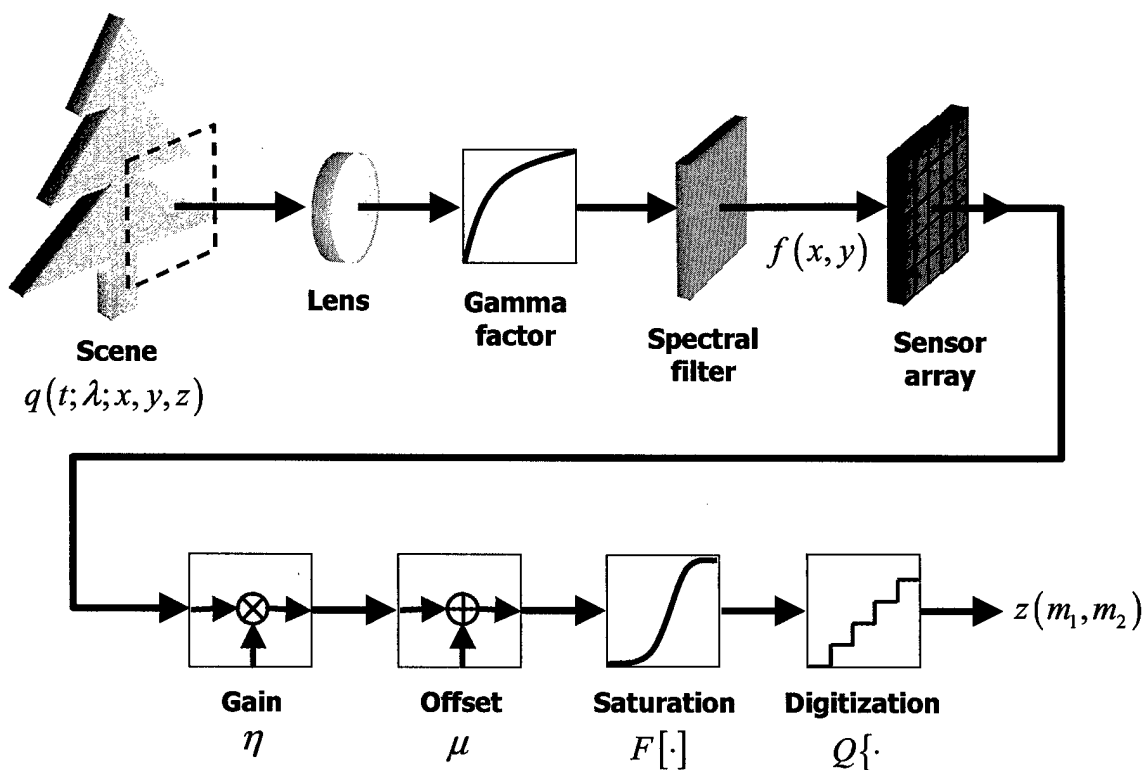 f(x, y)
Lens
Gamma
factor
Spectral
filter
Sensor
array
Scene
q(t;λ;x, y, z)
z(m₁,m₂)
Gain
Offset
Saturation
Digitization
η
μ
F[·]
Q{·